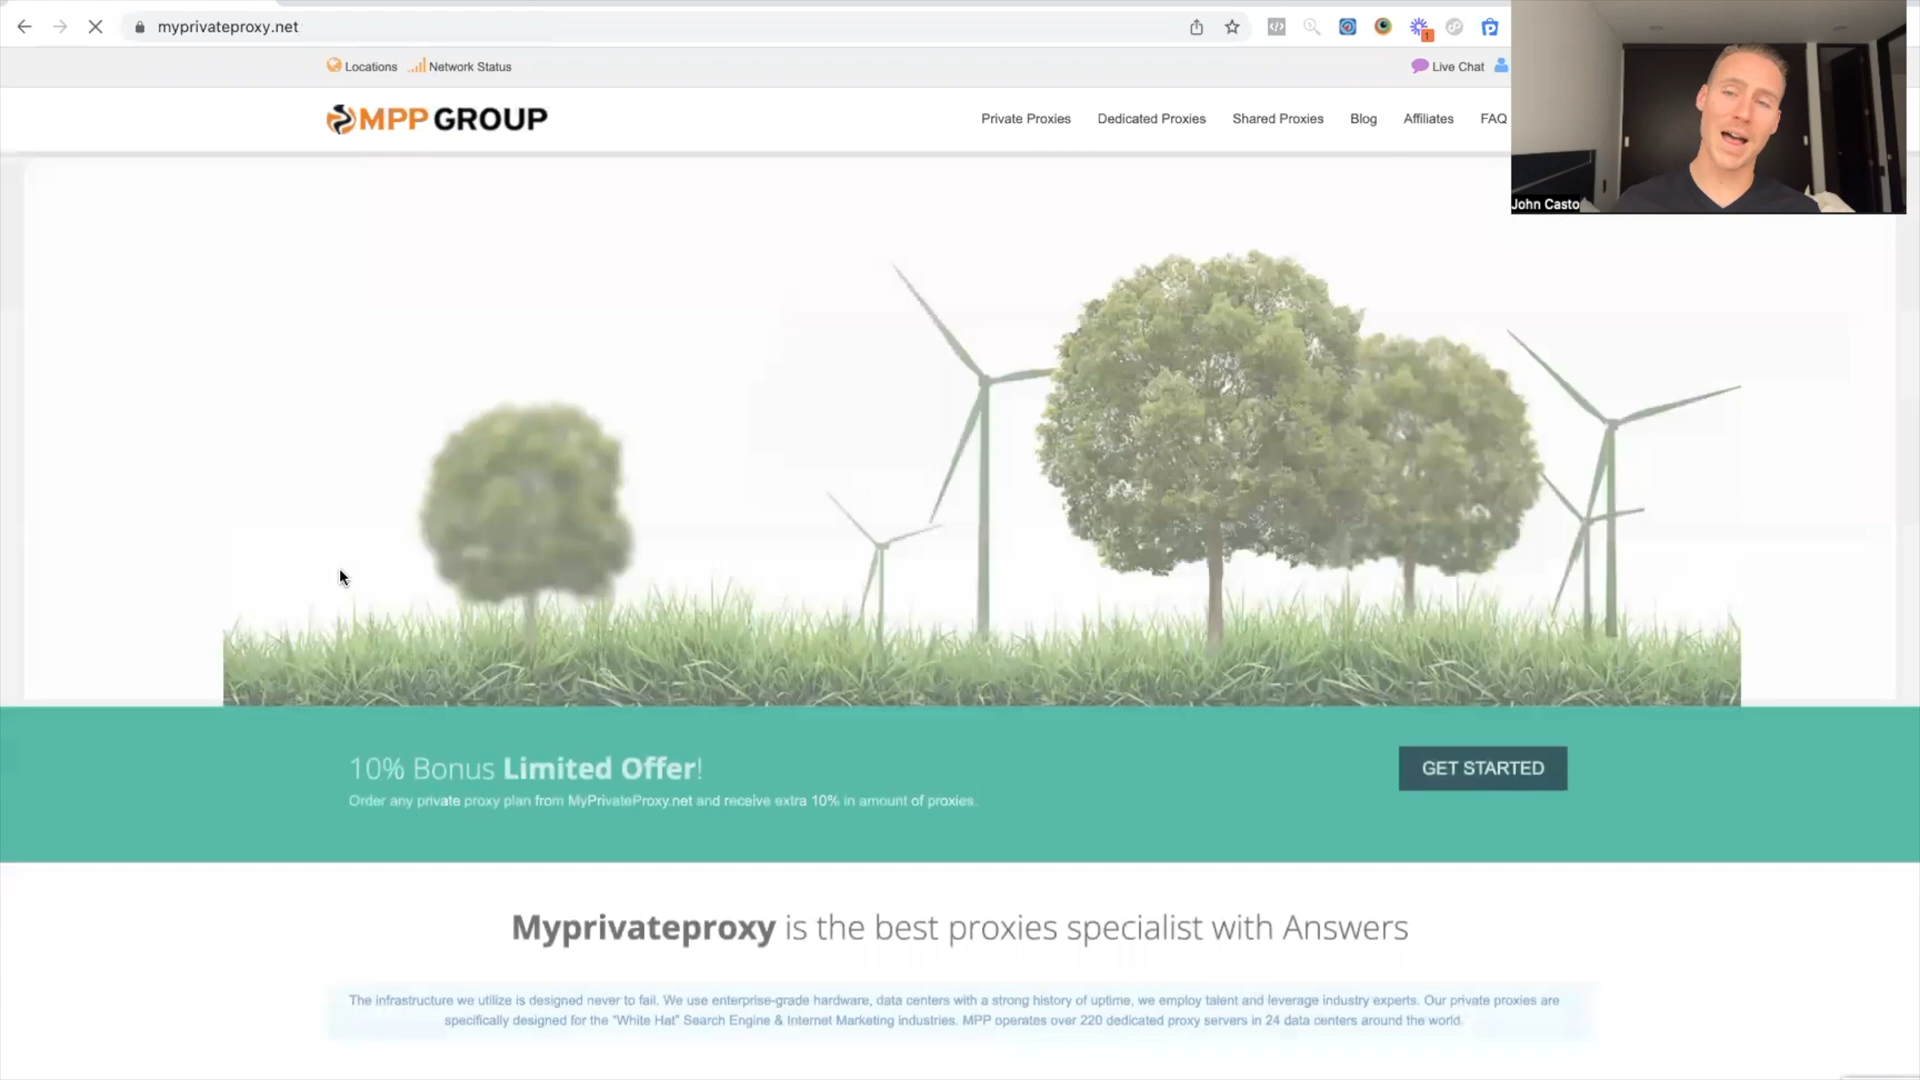 myprivateproxy.net
Locations Network Status
Live Chat
MPP GROUP
Private Proxies Dedicated Proxies Shared Proxies Blog Affiliates FAQ
1
John Casto
10% Bonus Limited Offer!
Order any private proxy plan from MyPrivateProxy.net and receive extra 10% in amount of proxies.
GET STARTED
Myprivateproxy is the best proxies specialist with Answers
The infrastructure we utilize is designed never to fail. We use enterprise-grade hardware, data centers with a strong history of uptime, we employ talent and leverage industry experts. Our private proxies are
specifically designed for the "White Hat" Search Engine & Internet Marketing industries. MPP operates over 220 dedicated proxy servers in 24 data centers around the world.